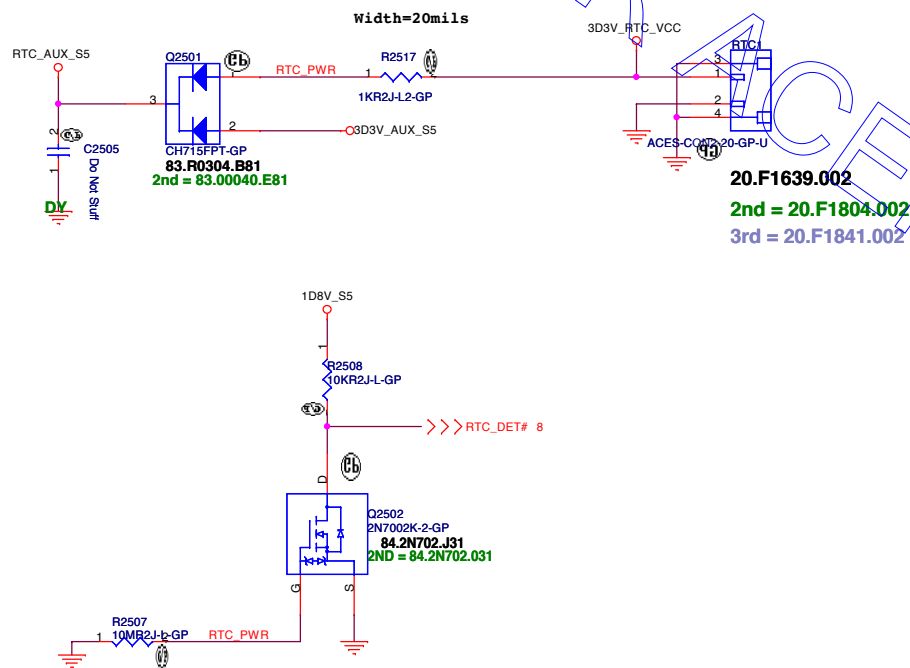 Width=20mils
RTC_AUX_S5
Q2501
R2517
3D3V_RTC_VCC
RTC1
3
1
RTC_PWR
1
1
3
1KR2J-L2-GP
2
3D3V_AUX_S5
2
4
2
C2505
1
Do Not Stuff
DY
CH715FPT-GP
83.R0304.B81
2nd = 83.00040.E81
ACES-CON2-20-GP-U
20.F1639.002
2nd = 20.F1804.002
3rd = 20.F1841.002
1D8V_S5
1
R2508
10KR2J-L-GP
RTC_DET# 8
D
Q2502
2N7002K-2-GP
84.2N702.J31
2ND = 84.2N702.031
G
S
R2507
1
10MR2J-L-GP
2
RTC_PWR